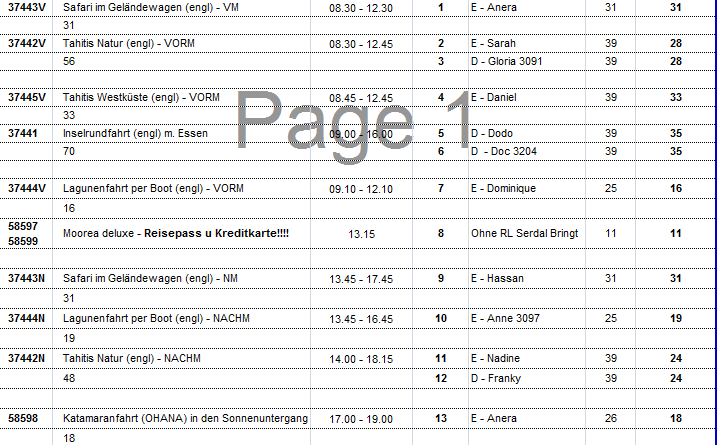 37443V Safari im Geländewagen (engl) - VM 08.30 - 12.30 1 E - Anera 31 31
31
37442V Tahitis Natur (engl) - VORM 08.30 - 12.45 2 E - Sarah 39 28
56 3 D - Gloria 3091 39 28
37445V Tahitis Westküste (engl) - VORM 08.45 - 12.45 4 E - Daniel 39 33
33
Page 1
37441 Inselrundfahrt (engl) m. Essen 09.00 - 16.00 5 D - Dodo 39 35
70 6 D - Doc 3204 39 35
37444V Lagunenfahrt per Boot (engl) - VORM 09.10 - 12.10 7 E - Dominique 25 16
16
58597
58599 Moorea deluxe - Reisepass u Kreditkarte!!!! 13.15 8 Ohne RL Serdal Bringt 11 11
37443N Safari im Geländewagen (engl) - NM 13.45 - 17.45 9 E - Hassan 31 31
31
37444N Lagunenfahrt per Boot (engl) - NACHM 13.45 - 16.45 10 E - Anne 3097 25 19
19
37442N Tahitis Natur (engl) - NACHM 14.00 - 18.15 11 E - Nadine 39 24
48 12 D - Franky 39 24
58598 Katamaranfahrt (OHANA) in den Sonnenuntergang 17.00 - 19.00 13 E - Anera 26 18
18